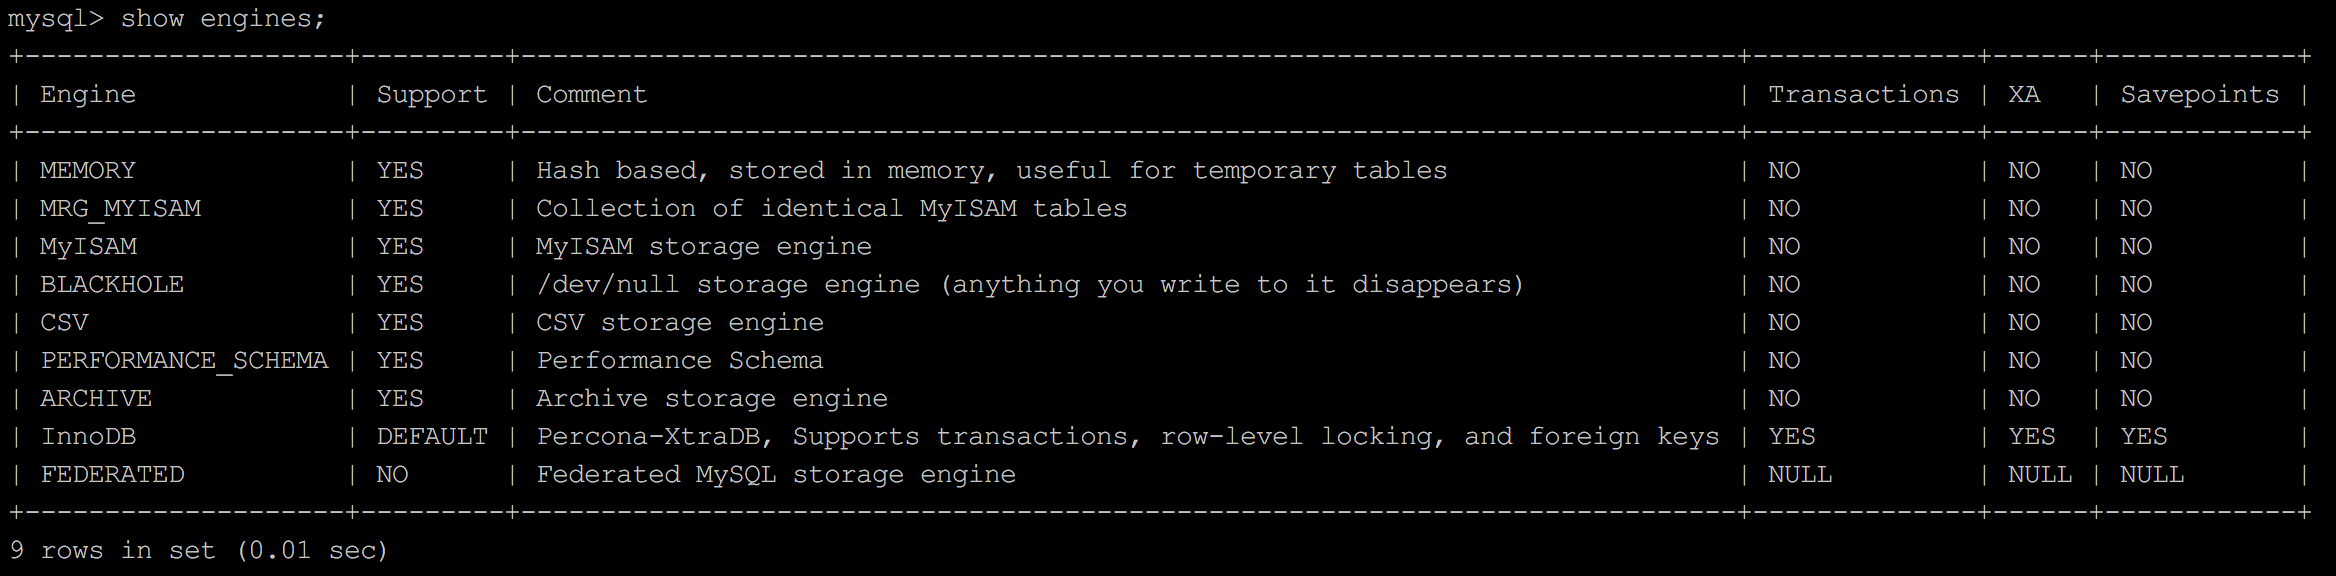 mysql> show engines;
+--------------------+---------+----------------------------------------------------------------------------+--------------+------+------------+
| Engine             | Support | Comment                                                                    | Transactions | XA   | Savepoints |
+--------------------+---------+----------------------------------------------------------------------------+--------------+------+------------+
| MEMORY             | YES     | Hash based, stored in memory, useful for temporary tables                  | NO           | NO   | NO         |
| MRG_MYISAM         | YES     | Collection of identical MyISAM tables                                      | NO           | NO   | NO         |
| MyISAM             | YES     | MyISAM storage engine                                                      | NO           | NO   | NO         |
| BLACKHOLE          | YES     | /dev/null storage engine (anything you write to it disappears)             | NO           | NO   | NO         |
| CSV                | YES     | CSV storage engine                                                         | NO           | NO   | NO         |
| PERFORMANCE_SCHEMA | YES     | Performance Schema                                                         | NO           | NO   | NO         |
| ARCHIVE            | YES     | Archive storage engine                                                     | NO           | NO   | NO         |
| InnoDB             | DEFAULT | Percona-XtraDB, Supports transactions, row-level locking, and foreign keys | YES          | YES  | YES        |
| FEDERATED          | NO      | Federated MySQL storage engine                                             | NULL         | NULL | NULL       |
+--------------------+---------+----------------------------------------------------------------------------+--------------+------+------------+
9 rows in set (0.01 sec)